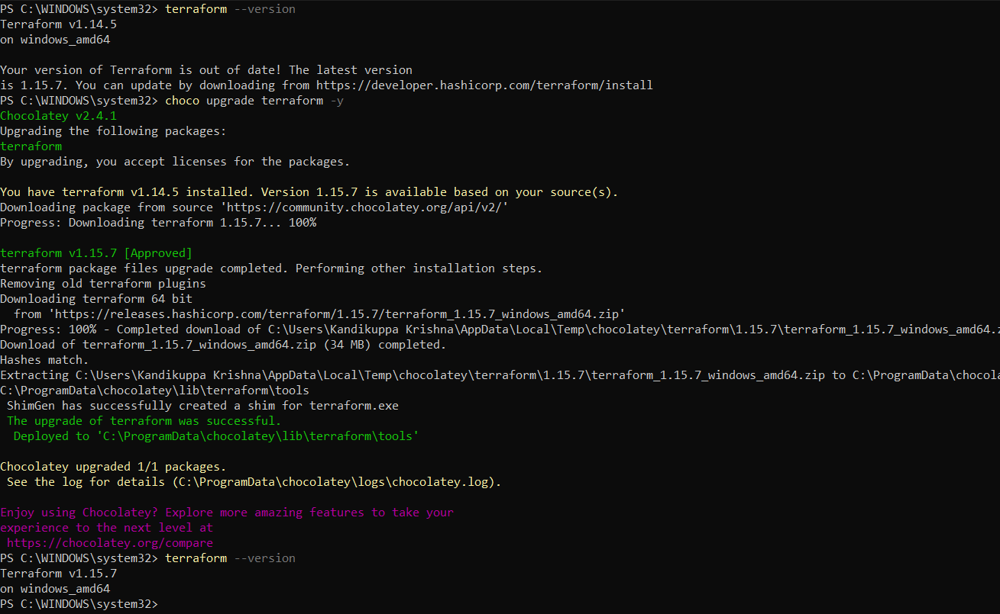 PS C:\WINDOWS\system32> terraform --version
Terraform v1.14.5
on windows_amd64

Your version of Terraform is out of date! The latest version
is 1.15.7. You can update by downloading from https://developer.hashicorp.com/terraform/install
PS C:\WINDOWS\system32> choco upgrade terraform -y
Chocolatey v2.4.1
Upgrading the following packages:
terraform
By upgrading, you accept licenses for the packages.

You have terraform v1.14.5 installed. Version 1.15.7 is available based on your source(s).
Downloading package from source 'https://community.chocolatey.org/api/v2/'
Progress: Downloading terraform 1.15.7... 100%

terraform v1.15.7 [Approved]
terraform package files upgrade completed. Performing other installation steps.
Removing old terraform plugins
Downloading terraform 64 bit
  from 'https://releases.hashicorp.com/terraform/1.15.7/terraform_1.15.7_windows_amd64.zip'
Progress: 100% - Completed download of C:\Users\Kandikuppa Krishna\AppData\Local\Temp\chocolatey\terraform\1.15.7\terraform_1.15.7_windows_amd64.z
Download of terraform_1.15.7_windows_amd64.zip (34 MB) completed.
Hashes match.
Extracting C:\Users\Kandikuppa Krishna\AppData\Local\Temp\chocolatey\terraform\1.15.7\terraform_1.15.7_windows_amd64.zip to C:\ProgramData\chocola
C:\ProgramData\chocolatey\lib\terraform\tools
 ShimGen has successfully created a shim for terraform.exe
 The upgrade of terraform was successful.
  Deployed to 'C:\ProgramData\chocolatey\lib\terraform\tools'

Chocolatey upgraded 1/1 packages.
 See the log for details (C:\ProgramData\chocolatey\logs\chocolatey.log).

Enjoy using Chocolatey? Explore more amazing features to take your
experience to the next level at
 https://chocolatey.org/compare
PS C:\WINDOWS\system32> terraform --version
Terraform v1.15.7
on windows_amd64
PS C:\WINDOWS\system32>